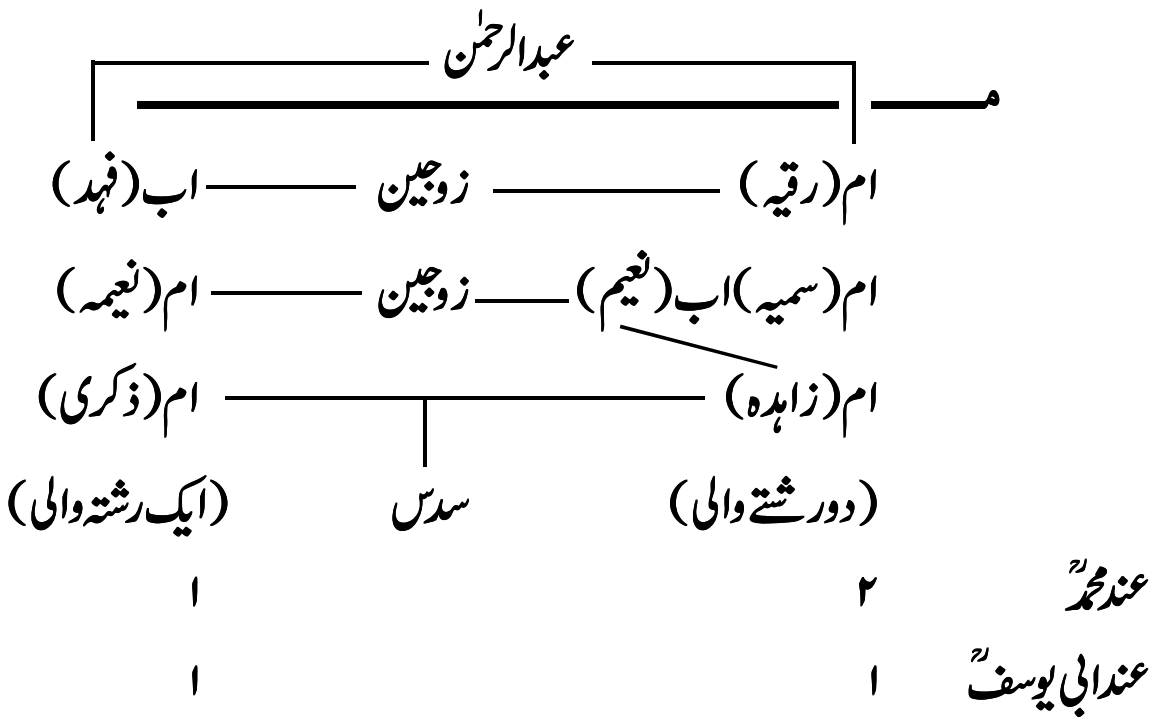 عبدالرحمٰن
مـ
ام (رقیہ) زوجین اب (فہد)
ام (سمیہ) اب (نعیم) زوجین ام (نعیمہ)
ام (زاہدہ) ام (ذکری)
(دورشتے والی) سدس (ایک رشتہ والی)
عند محمدؒ ۲ ۱
عند ابی یوسفؒ ۱ ۱